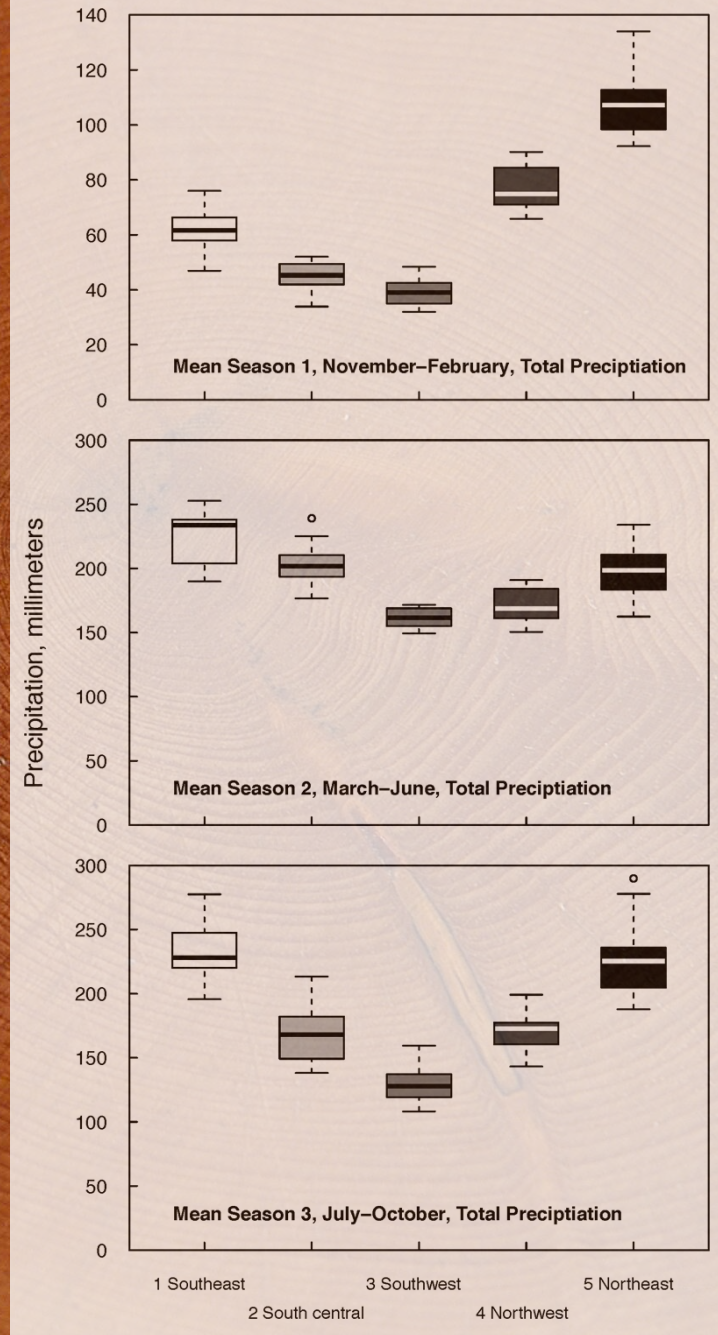 140
120
100
80
60
40
20
0
Mean Season 1, November–February, Total Preciptiation
Precipitation, millimeters
300
250
200
150
100
50
0
Mean Season 2, March–June, Total Preciptiation
300
250
200
150
100
50
0
Mean Season 3, July–October, Total Preciptiation
1 Southeast
2 South central
3 Southwest
4 Northwest
5 Northeast